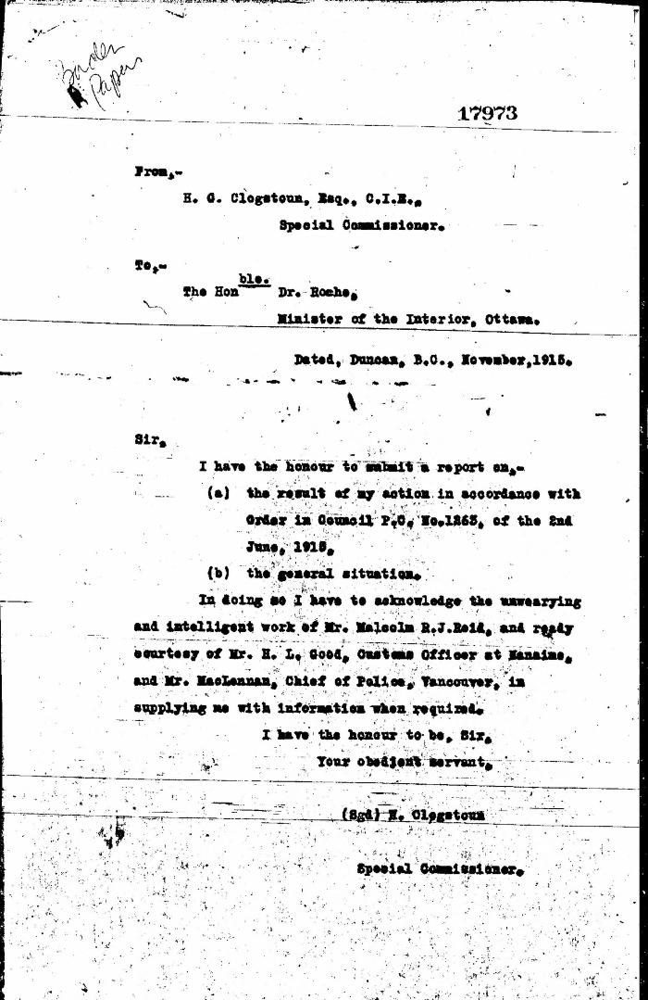 Borden
Papers
17973
From,-
H. C. Clogstoun, Esq., C.I.E.,
Special Commissioner.
To,-
The Honble. Dr. Roche,
Minister of the Interior, Ottawa.
Dated, Duncan, B.C., November,1915.
Sir,
I have the honour to submit a report on,-
(a) the result of my action in accordance with
Order in Council P.C. No.1263, of the 2nd
June, 1915,
(b) the general situation.
In doing so I have to acknowledge the unwearying
and intelligent work of Mr. Malcolm R.J.Reid, and ready
courtesy of Mr. H. L. Good, Customs Officer at Nanaimo,
and Mr. MacLennan, Chief of Police, Vancouver, in
supplying me with information when required.
I have the honour to be, Sir,
Your obedient servant,
(Sgd) H. Clogstoun
Special Commissioner.